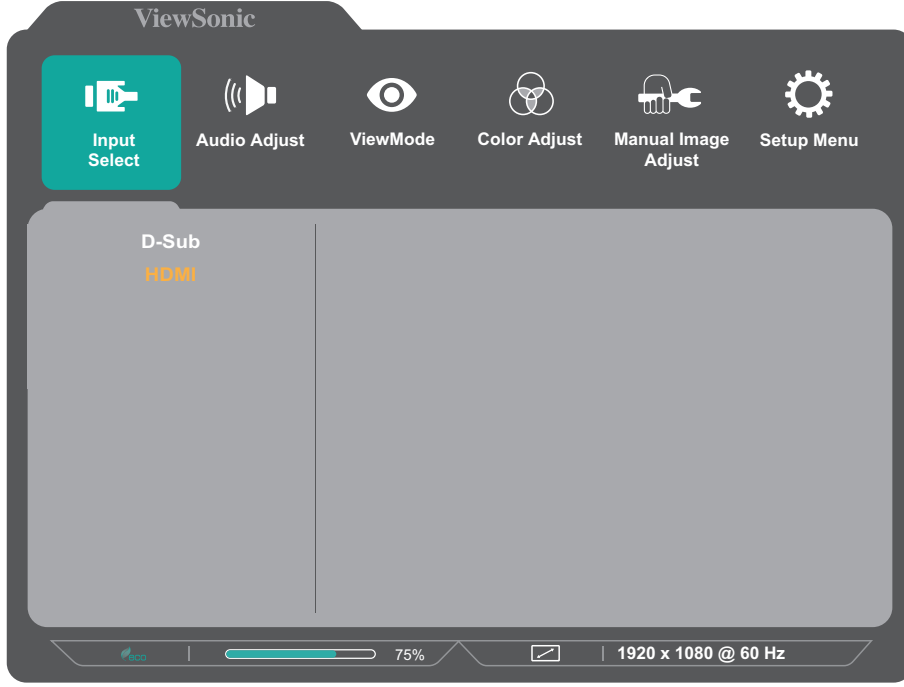 ViewSonic
Input
Select
Audio Adjust
ViewMode
Color Adjust
Manual Image
Adjust
Setup Menu
D-Sub
HDMI
eco
75%
1920 x 1080 @ 60 Hz